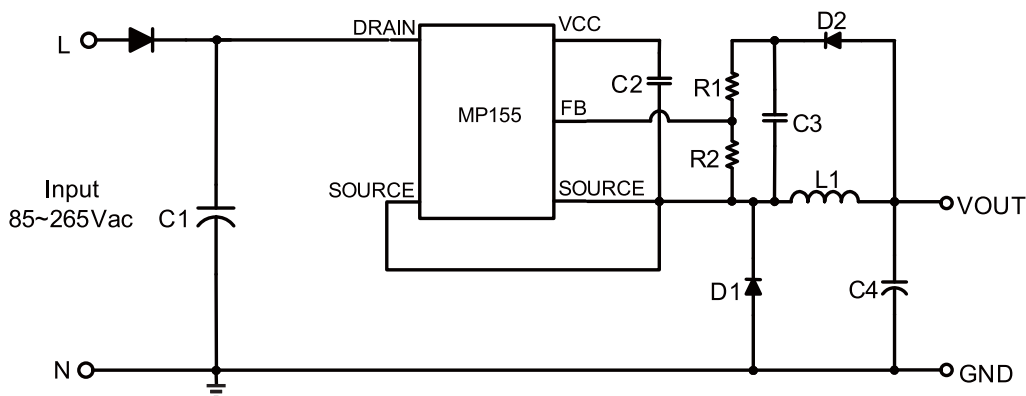 L
DRAIN
VCC
D2
C2
R1
MP155
FB
C3
R2
Input
85~265Vac
C1
SOURCE
SOURCE
L1
VOUT
D1
C4
N
GND